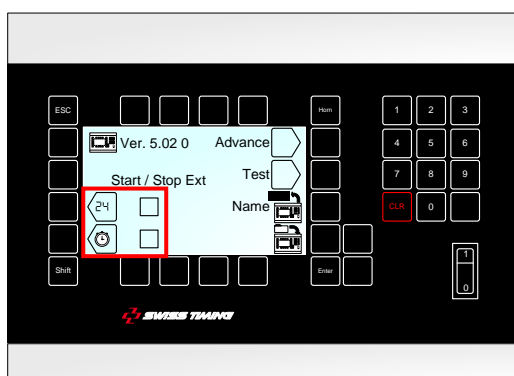 ESC
Horn
1 2 3
Ver. 5.02 0 Advance
4 5 6
Start / Stop Ext Test
7 8 9
24 Name
CLR 0
Shift
Enter
1
0
SWISS TIMING